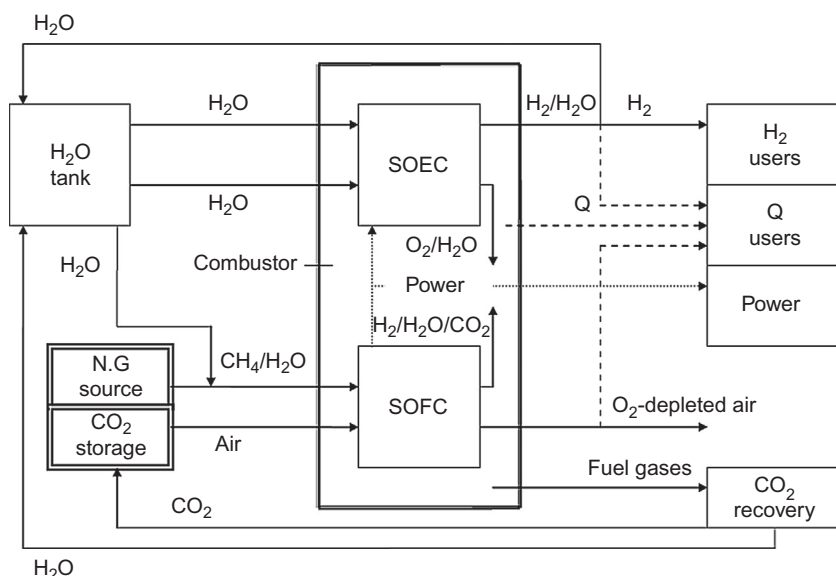 H₂O
H₂O
H₂/H₂O
H₂
H₂O
tank
SOEC
H₂
users
H₂O
Q
Q
users
H₂O
O₂/H₂O
Combustor
Power
Power
H₂/H₂O/CO₂
N.G
source
CH₄/H₂O
SOFC
CO₂
storage
Air
O₂-depleted air
Fuel gases
CO₂
recovery
CO₂
H₂O